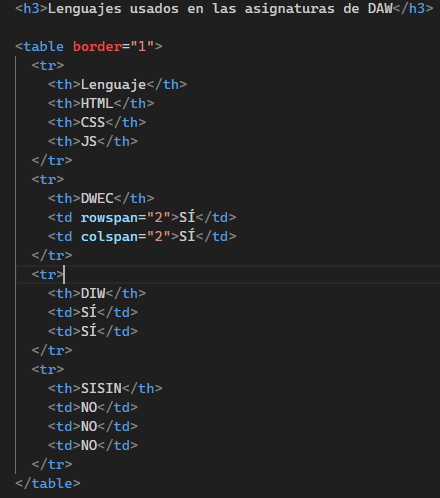 <h3>Lenguajes usados en las asignaturas de DAW</h3>

<table border="1">
  <tr>
    <th>Lenguaje</th>
    <th>HTML</th>
    <th>CSS</th>
    <th>JS</th>
  </tr>
  <tr>
    <th>DWEC</th>
    <td rowspan="2">SÍ</td>
    <td colspan="2">SÍ</td>
  </tr>
  <tr>
    <th>DIW</th>
    <td>SÍ</td>
    <td>SÍ</td>
  </tr>
  <tr>
    <th>SISIN</th>
    <td>NO</td>
    <td>NO</td>
    <td>NO</td>
  </tr>
</table>